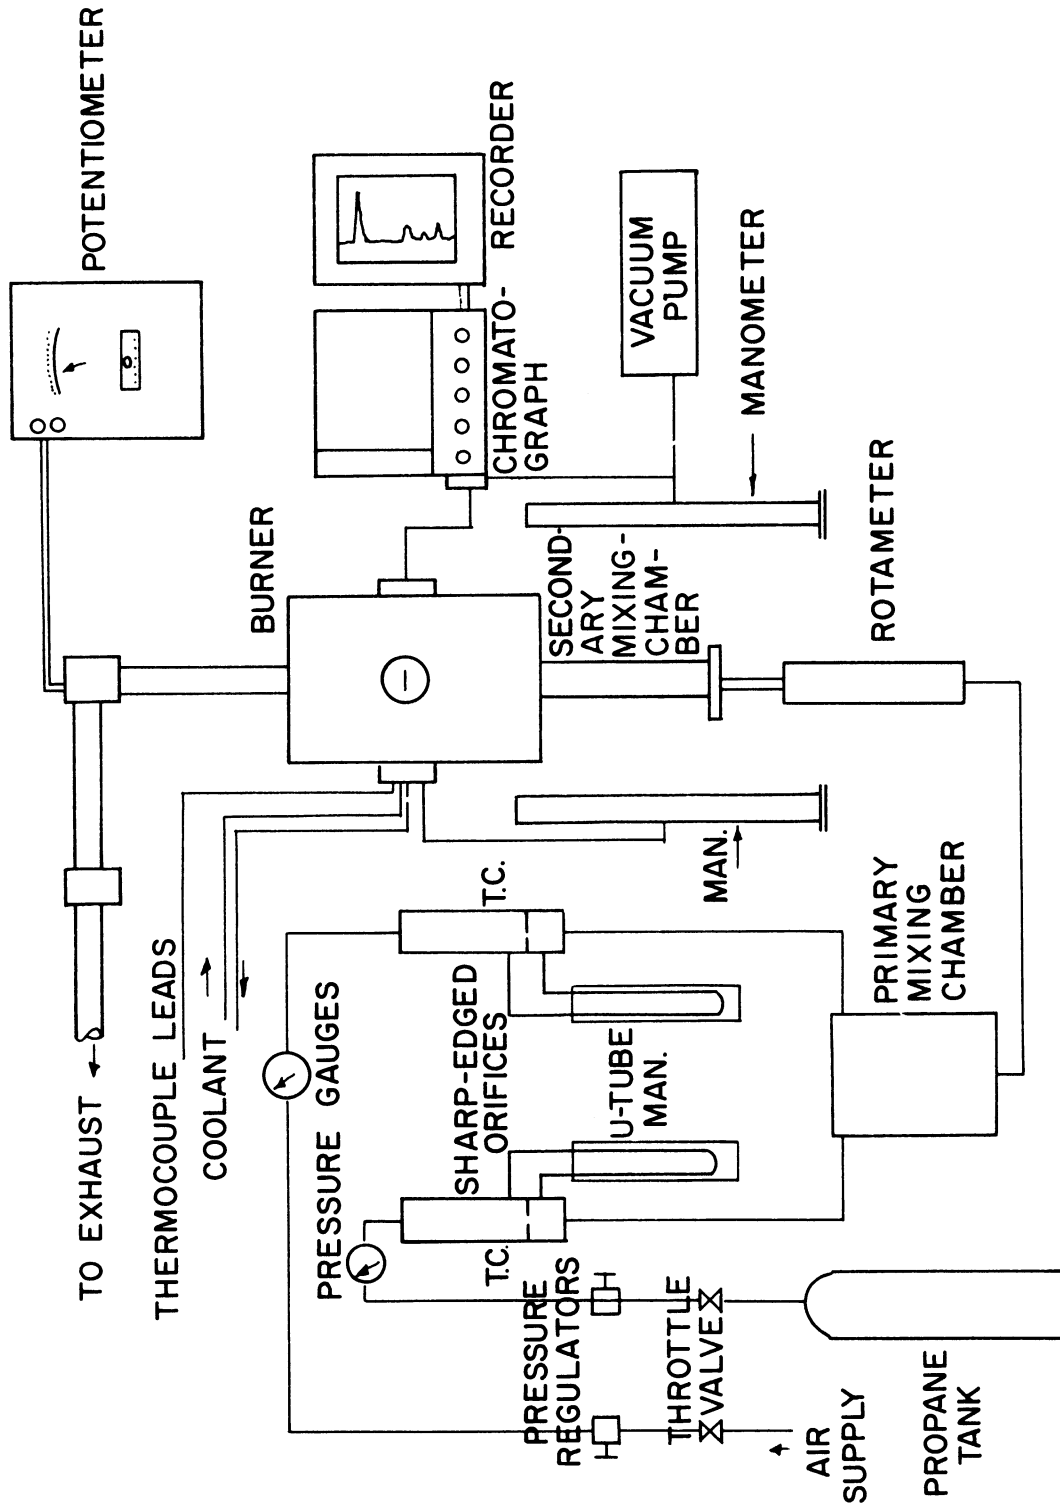 POTENTIOMETER
RECORDER
CHROMATO-
GRAPH
VACUUM
PUMP
MANOMETER
BURNER
SECOND-
ARY
MIXING-
CHAM-
BER
ROTAMETER
TO EXHAUST
THERMOCOUPLE LEADS
COOLANT
PRESSURE GAUGES
T.C.
SHARP-EDGED
ORIFICES
T.C.
U-TUBE
MAN.
MAN.
PRIMARY
MIXING
CHAMBER
PRESSURE
REGULATORS
THROTTLE
VALVE
AIR
SUPPLY
PROPANE
TANK